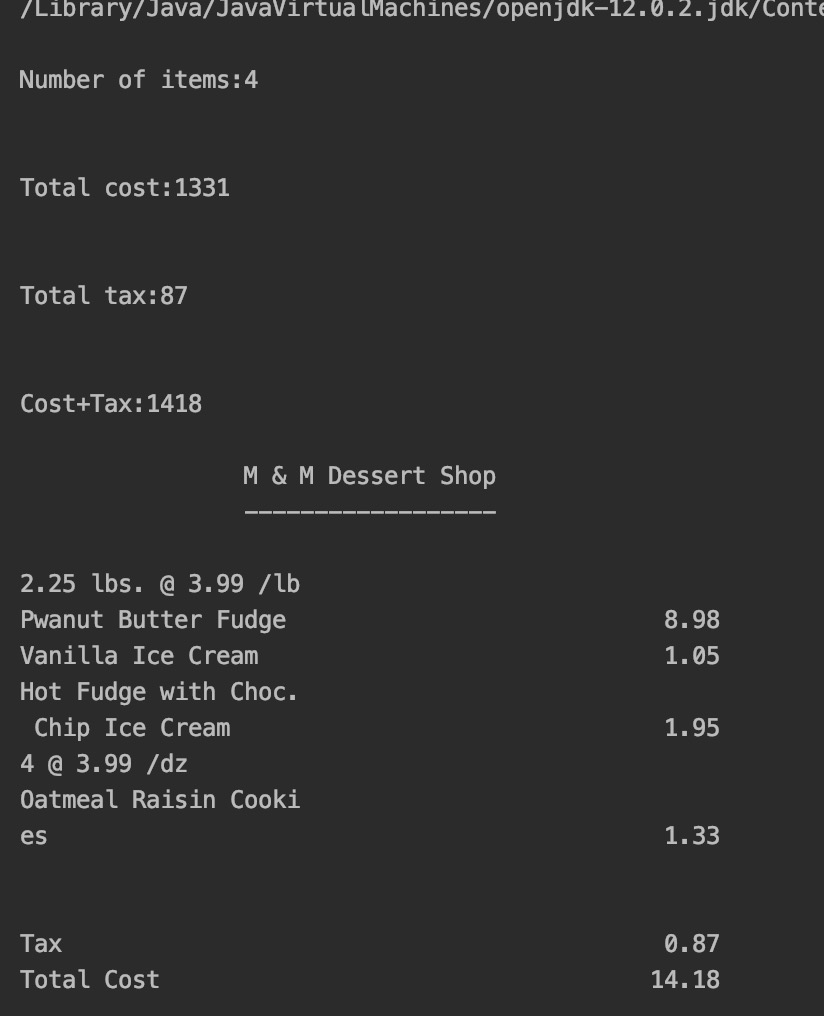 /Library/Java/JavaVirtualMachines/openjdk-12.0.2.jdk/Conte
Number of items:4
Total cost:1331
Total tax:87
Cost+Tax:1418
M & M Dessert Shop
------------------
2.25 lbs. @ 3.99 /lb
Pwanut Butter Fudge 8.98
Vanilla Ice Cream 1.05
Hot Fudge with Choc.
Chip Ice Cream 1.95
4 @ 3.99 /dz
Oatmeal Raisin Cooki
es 1.33
Tax 0.87
Total Cost 14.18